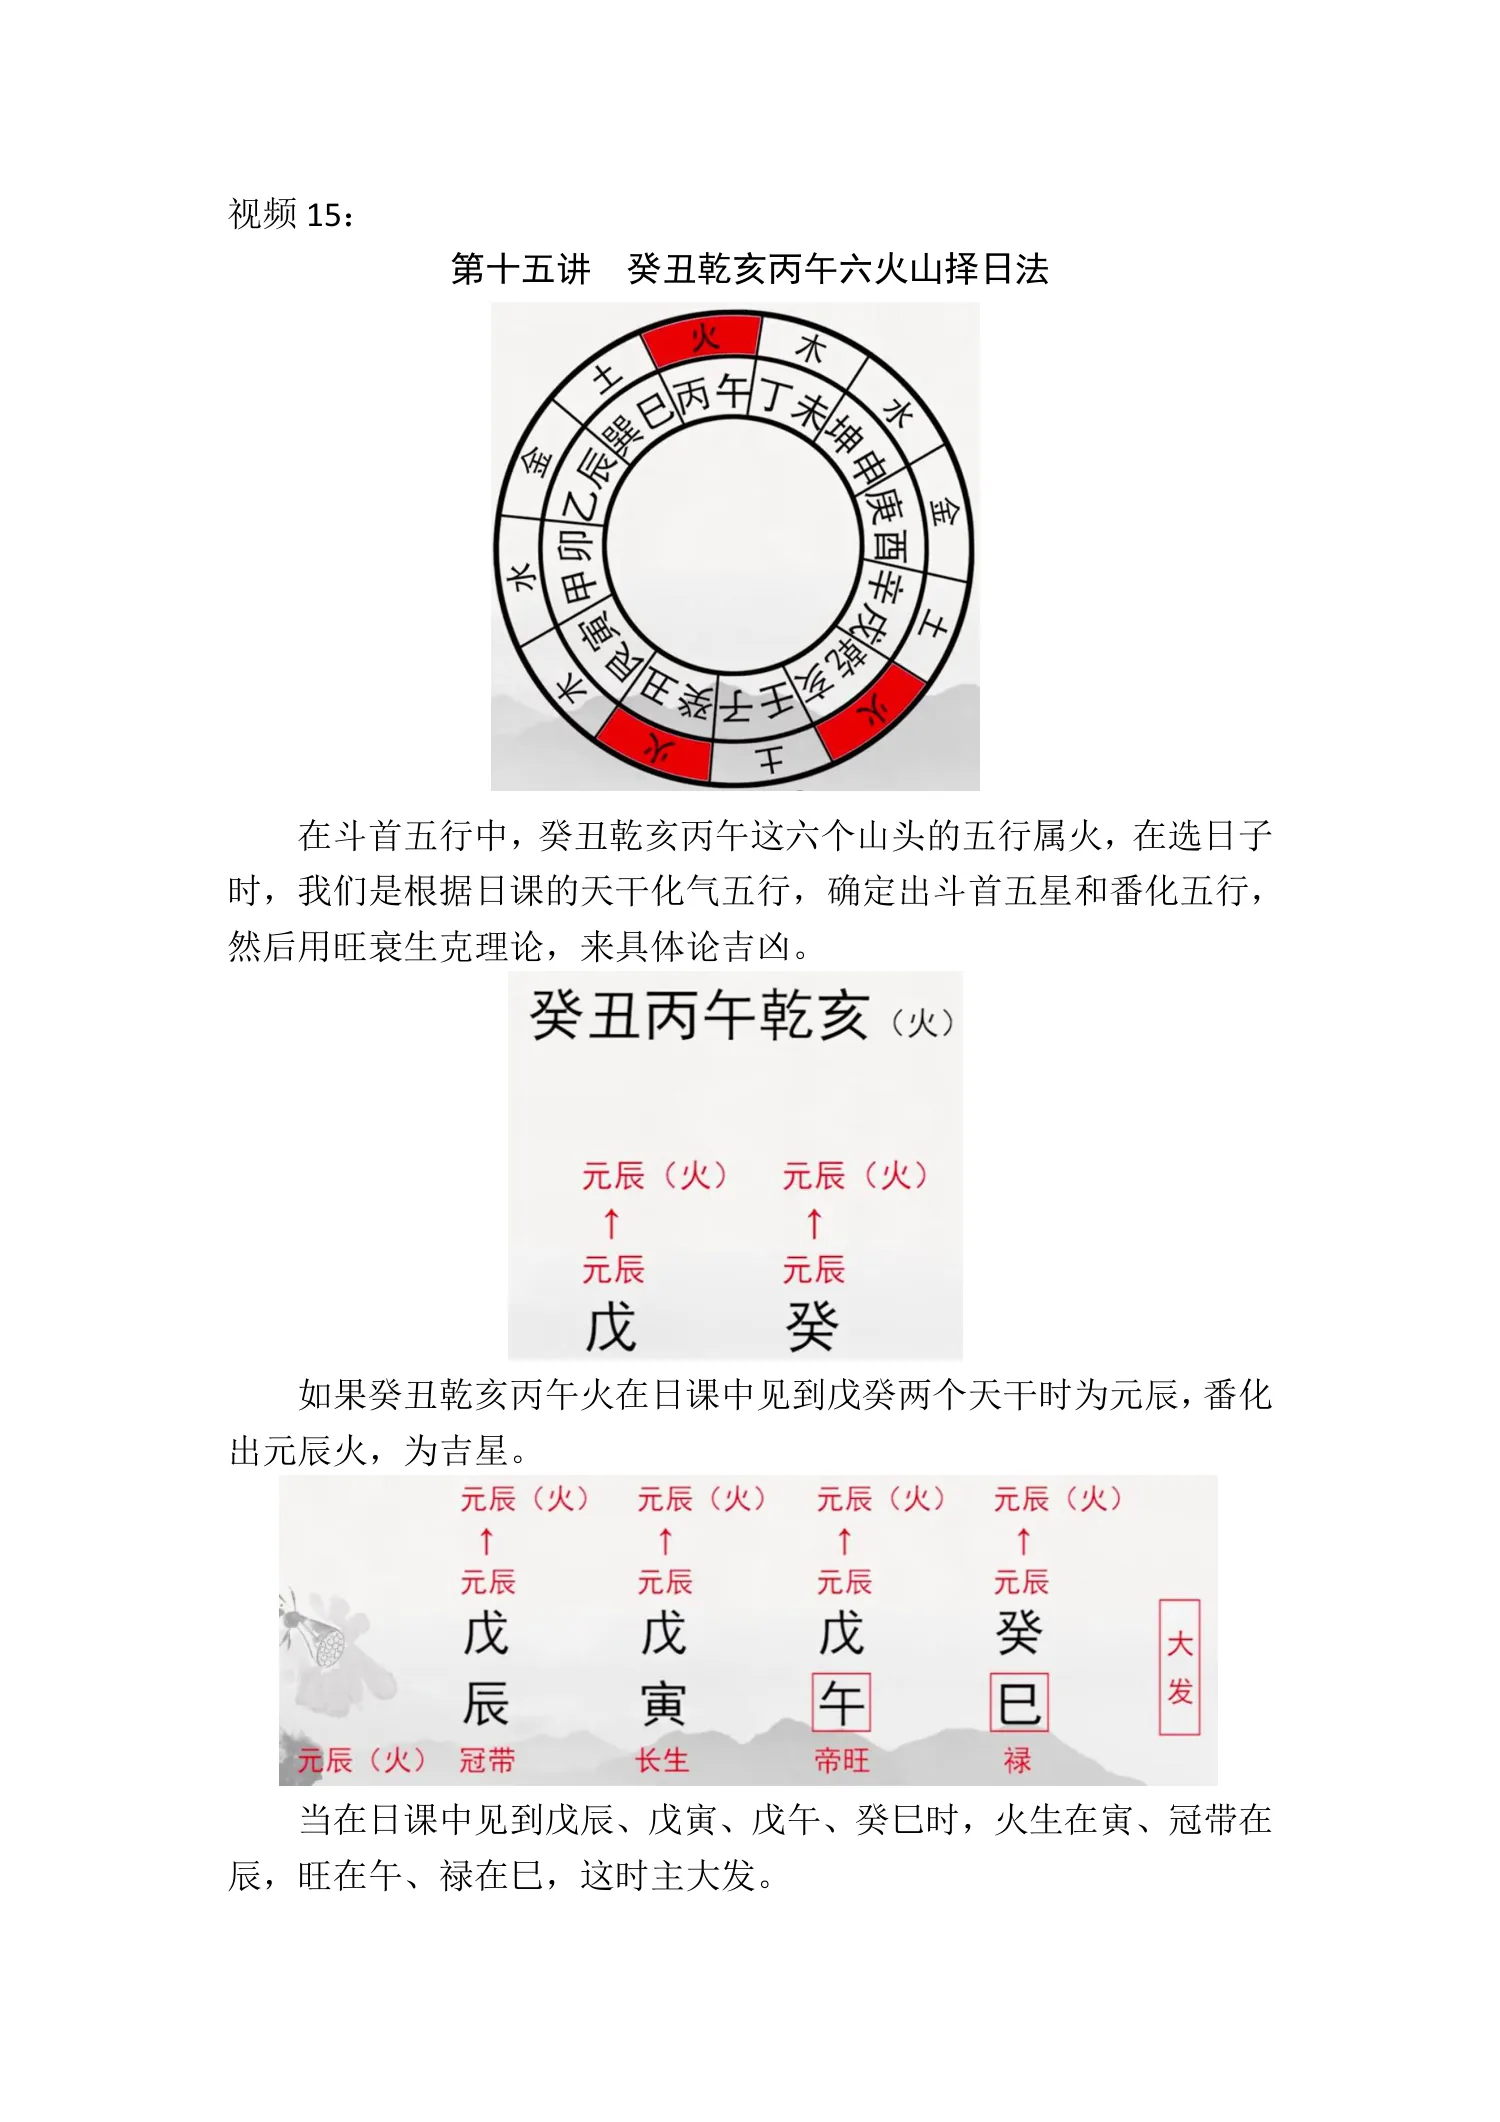 视频 15：
第十五讲　癸丑乾亥丙午六火山择日法
火
木
水
金
土
火
土
火
木
水
金
土
丙午
丁未
坤申
庚酉
辛戌
乾亥
壬子
癸丑
艮寅
甲卯
乙辰
巽巳
在斗首五行中，癸丑乾亥丙午这六个山头的五行属火，在选日子
时，我们是根据日课的天干化气五行，确定出斗首五星和番化五行，
然后用旺衰生克理论，来具体论吉凶。
癸丑丙午乾亥（火）
元辰（火） 元辰（火）
↑ ↑
元辰 元辰
戊 癸
如果癸丑乾亥丙午火在日课中见到戊癸两个天干时为元辰，番化
出元辰火，为吉星。
元辰（火） 元辰（火） 元辰（火） 元辰（火）
↑ ↑ ↑ ↑
元辰 元辰 元辰 元辰
戊 戊 戊 癸
辰 寅 午 巳
元辰（火） 冠带 长生 帝旺 禄
大发
当在日课中见到戊辰、戊寅、戊午、癸巳时，火生在寅、冠带在
辰，旺在午、禄在巳，这时主大发。